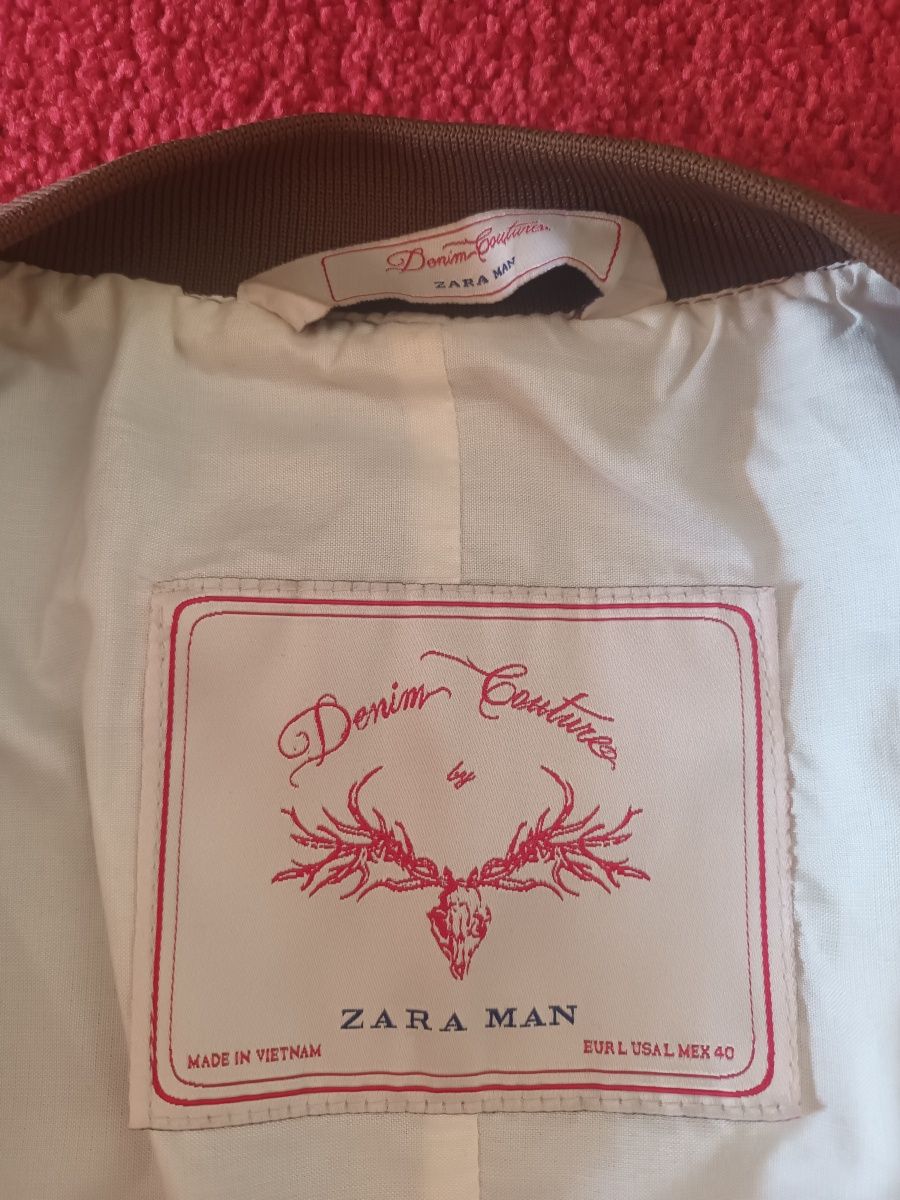 Denim Couture
ZARA MAN
Denim Couture
by
ZARA MAN
MADE IN VIETNAM
EUR L USA L MEX 40